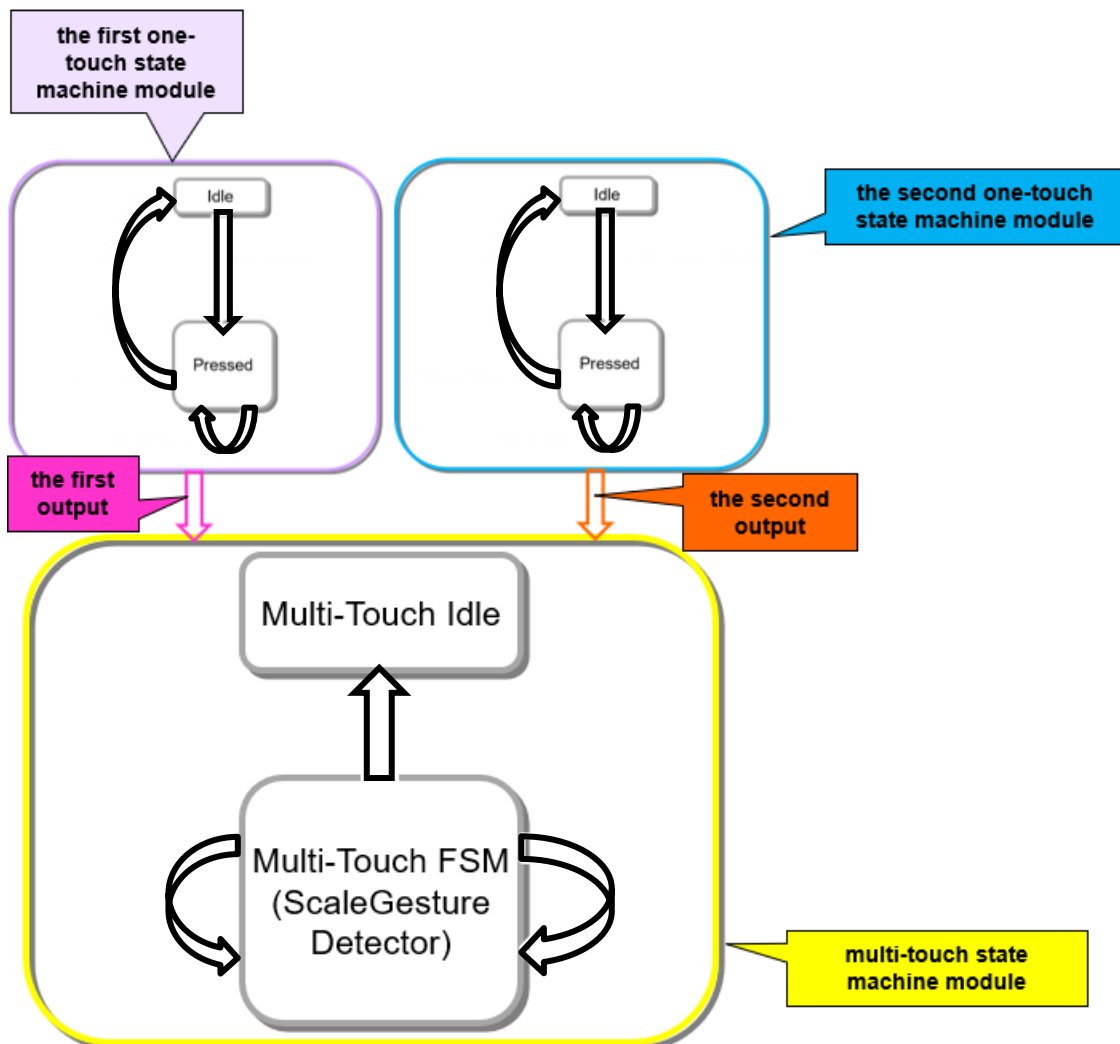 the first one-
touch state
machine module
Idle
Pressed
Idle
Pressed
the second one-touch
state machine module
the first
output
the second
output
Multi-Touch Idle
Multi-Touch FSM
(ScaleGesture
Detector)
multi-touch state
machine module